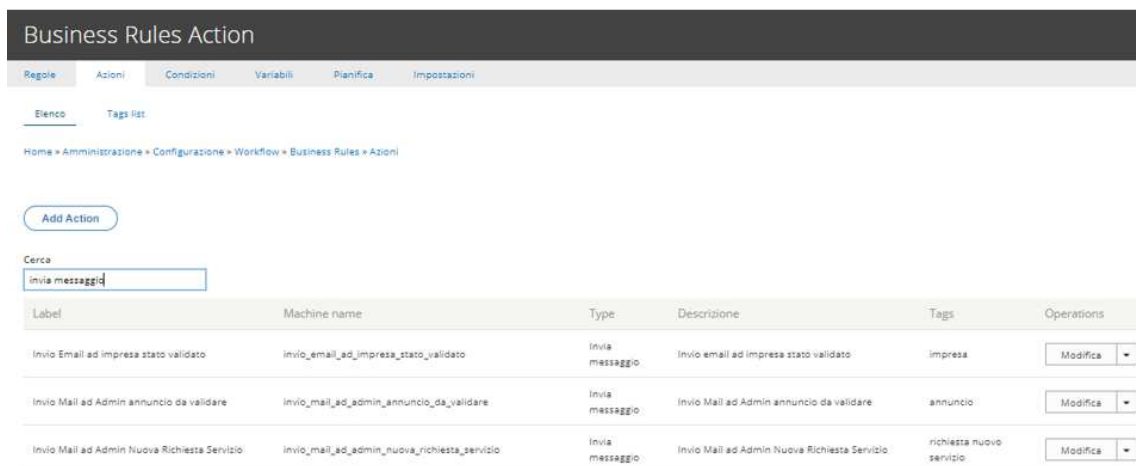 Business Rules Action
Regole Azioni Condizioni Variabili Pianifica Impostazioni
Elenco Tags list
Home » Amministrazione » Configurazione » Workflow » Business Rules » Azioni
Add Action
Cerca
invia messaggio
Label Machine name Type Descrizione Tags Operations
Invio Email ad impresa stato validato invio_email_ad_impresa_stato_validato Invia messaggio Invio email ad impresa stato validato impresa Modifica
Invio Mail ad Admin annuncio da validare invio_mail_ad_admin_annuncio_da_validare Invia messaggio Invio Mail ad Admin annuncio da validare annuncio Modifica
Invio Mail ad Admin Nuova Richiesta Servizio invio_mail_ad_admin_nuova_richiesta_servizio Invia messaggio Invio Mail ad Admin Nuova Richiesta Servizio richiesta nuovo servizio Modifica